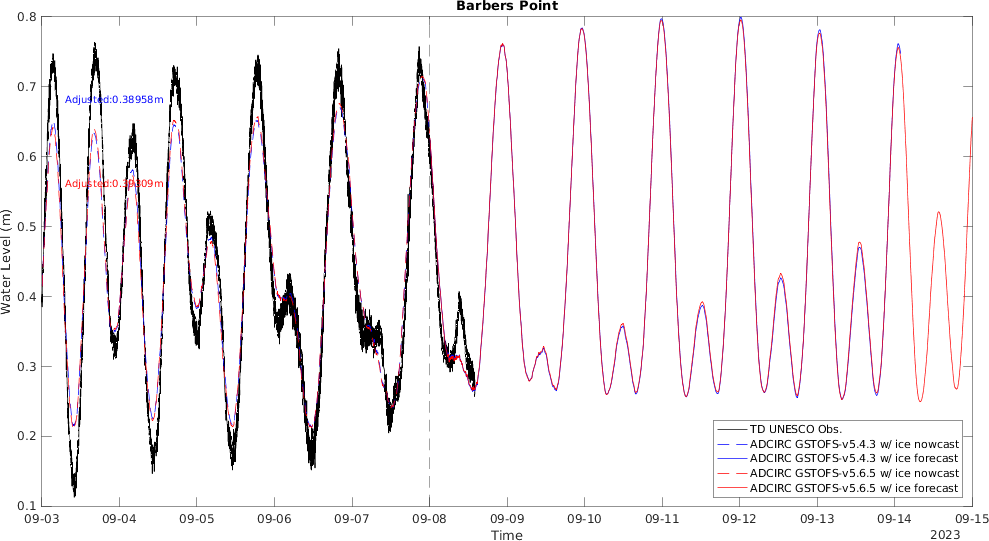 Barbers Point
Water Level (m)
0.8
0.7
0.6
0.5
0.4
0.3
0.2
0.1
Adjusted:0.38958m
Adjusted:0.39309m
TD UNESCO Obs.
ADCIRC GSTOFS-v5.4.3 w/ ice nowcast
ADCIRC GSTOFS-v5.4.3 w/ ice forecast
ADCIRC GSTOFS-v5.6.5 w/ ice nowcast
ADCIRC GSTOFS-v5.6.5 w/ ice forecast
09-03 09-04 09-05 09-06 09-07 09-08 09-09 09-10 09-11 09-12 09-13 09-14 09-15
Time
2023